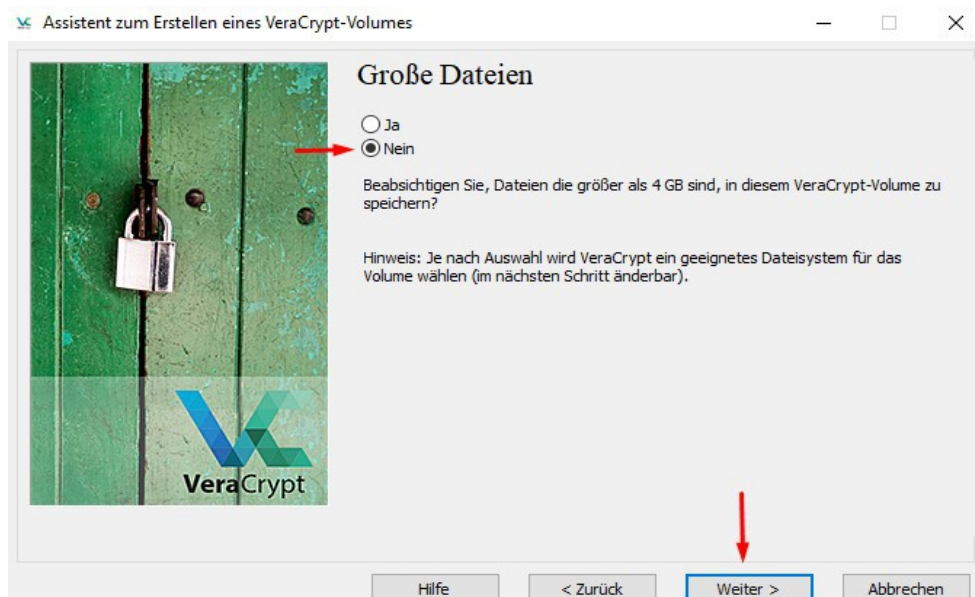 Assistent zum Erstellen eines VeraCrypt-Volumes
Große Dateien
Ja
Nein
Beabsichtigen Sie, Dateien die größer als 4 GB sind, in diesem VeraCrypt-Volume zu
speichern?
Hinweis: Je nach Auswahl wird VeraCrypt ein geeignetes Dateisystem für das
Volume wählen (im nächsten Schritt änderbar).
VeraCrypt
Hilfe
< Zurück
Weiter >
Abbrechen